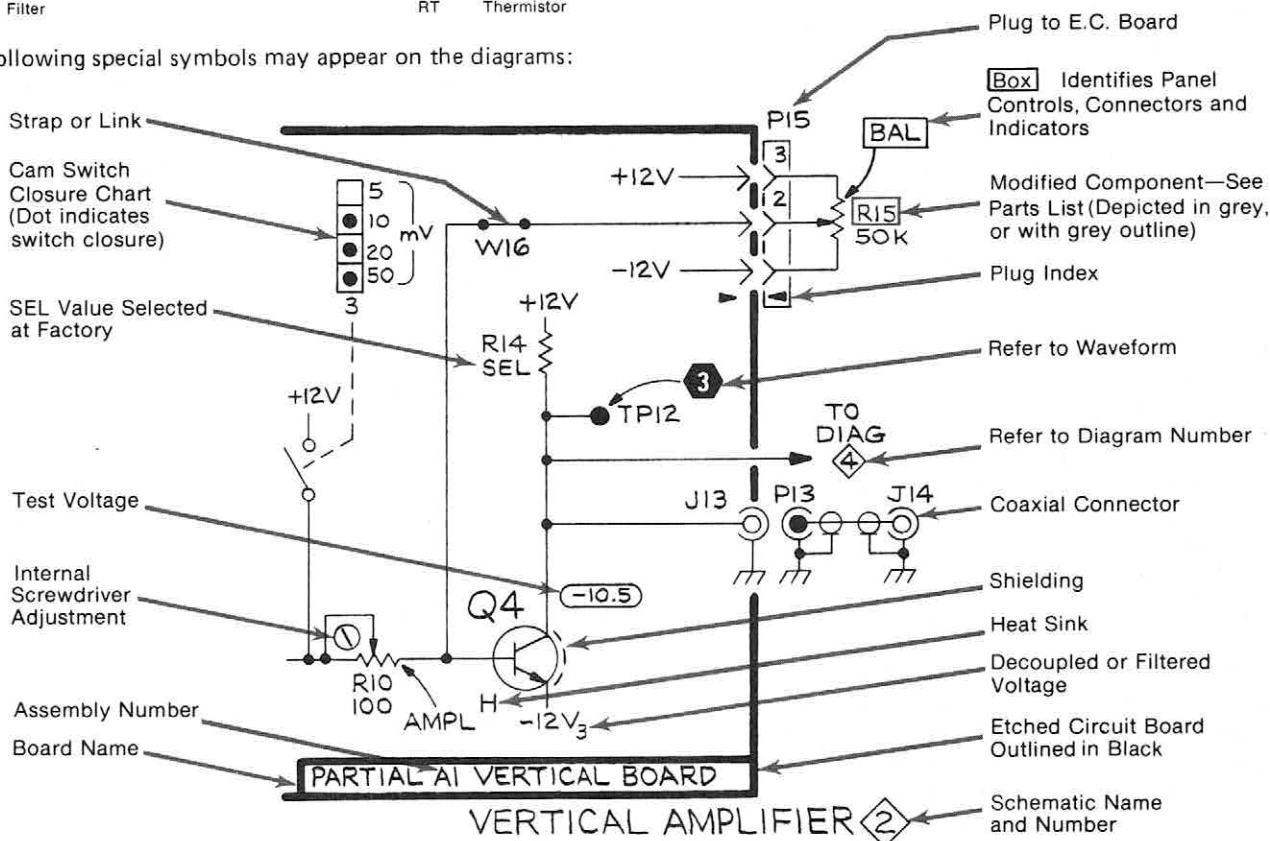 Filter
RT Thermistor
ollowing special symbols may appear on the diagrams:
Plug to E.C. Board
Box Identifies Panel
Controls, Connectors and
Indicators
Modified Component—See
Parts List (Depicted in grey,
or with grey outline)
Plug Index
Refer to Waveform
Refer to Diagram Number
Coaxial Connector
Shielding
Heat Sink
Decoupled or Filtered
Voltage
Etched Circuit Board
Outlined in Black
Schematic Name
and Number
Strap or Link
Cam Switch
Closure Chart
(Dot indicates
switch closure)
SEL Value Selected
at Factory
Test Voltage
Internal
Screwdriver
Adjustment
Assembly Number
Board Name
5
10
20
50
mV
3
+12V
W16
+12V
-12V
P15
3
2
BAL
R15
50K
+12V
R14
SEL
TP12
3
TO
DIAG
4
J13
P13
J14
-10.5
Q4
R10
100
AMPL
H
-12V3
PARTIAL A1 VERTICAL BOARD
VERTICAL AMPLIFIER 2